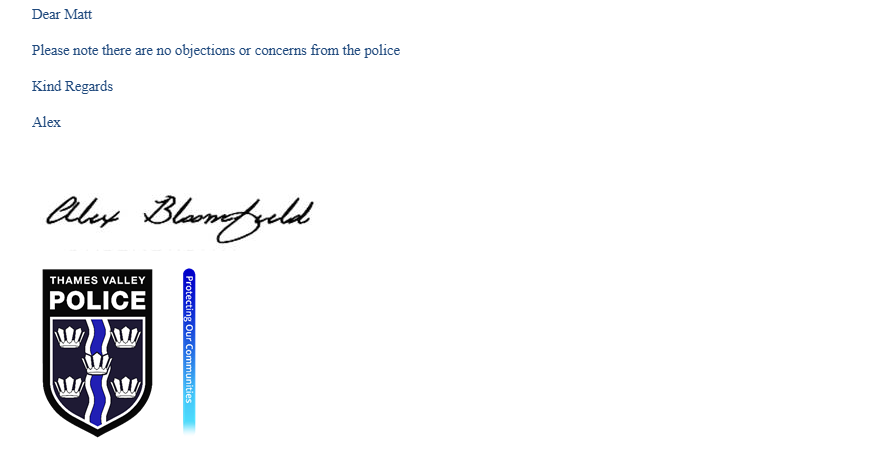 Dear Matt
Please note there are no objections or concerns from the police
Kind Regards
Alex
Alex Bloomfield
THAMES VALLEY
POLICE
Protecting Our Communities